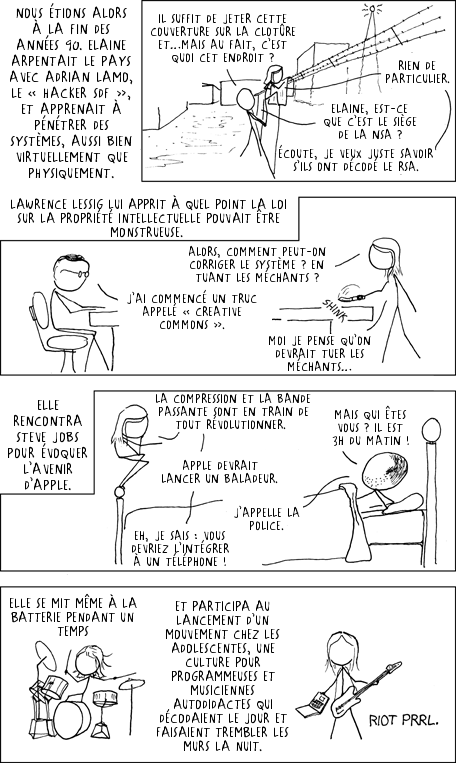 NOUS ÉTIONS ALORS
À LA FIN DES
ANNÉES 90. ELAINE
ARPENTAIT LE PAYS
AVEC ADRIAN LAMO,
LE « HACKER SDF »,
ET APPRENAIT À
PÉNÉTRER DES
SYSTÈMES, AUSSI BIEN
VIRTUELLEMENT QUE
PHYSIQUEMENT.
IL SUFFIT DE JETER CETTE
COUVERTURE SUR LA CLOTÛRE
ET...MAIS AU FAIT, C'EST
QUOI CET ENDROIT ?
RIEN DE
PARTICULIER.
ELAINE, EST-CE
QUE C'EST LE SIÈGE
DE LA NSA ?
ÉCOUTE, JE VEUX JUSTE SAVOIR
S'ILS ONT DÉCODÉ LE RSA.
LAWRENCE LESSIG LUI APPRIT À QUEL POINT LA LOI
SUR LA PROPRIÉTÉ INTELLECTUELLE POUVAIT ÊTRE
MONSTRUEUSE.
ALORS, COMMENT PEUT-ON
CORRIGER LE SYSTÈME ? EN
TUANT LES MÉCHANTS ?
J'AI COMMENCÉ UN TRUC
APPELÉ « CREATIVE
COMMONS ».
SHINK
MOI JE PENSE QU'ON
DEVRAIT TUER LES
MÉCHANTS...
ELLE
RENCONTRA
STEVE JOBS
POUR ÉVOQUER
L'AVENIR
D'APPLE.
LA COMPRESSION ET LA BANDE
PASSANTE SONT EN TRAIN DE
TOUT RÉVOLUTIONNER.
MAIS QUI ÊTES
VOUS ? IL EST
3H DU MATIN !
APPLE DEVRAIT
LANCER UN BALADEUR.
J'APPELLE LA
POLICE.
EH, JE SAIS : VOUS
DEVRIEZ L'INTÉGRER
À UN TÉLÉPHONE !
ELLE SE MIT MÊME À LA
BATTERIE PENDANT UN
TEMPS
ET PARTICIPA AU
LANCEMENT D'UN
MOUVEMENT CHEZ LES
ADOLESCENTES, UNE
CULTURE POUR
PROGRAMMEUSES ET
MUSICIENNES
AUTODIDACTES QUI
DÉCODAIENT LE JOUR ET
FAISAIENT TREMBLER LES
MURS LA NUIT.
RIOT PRRL.